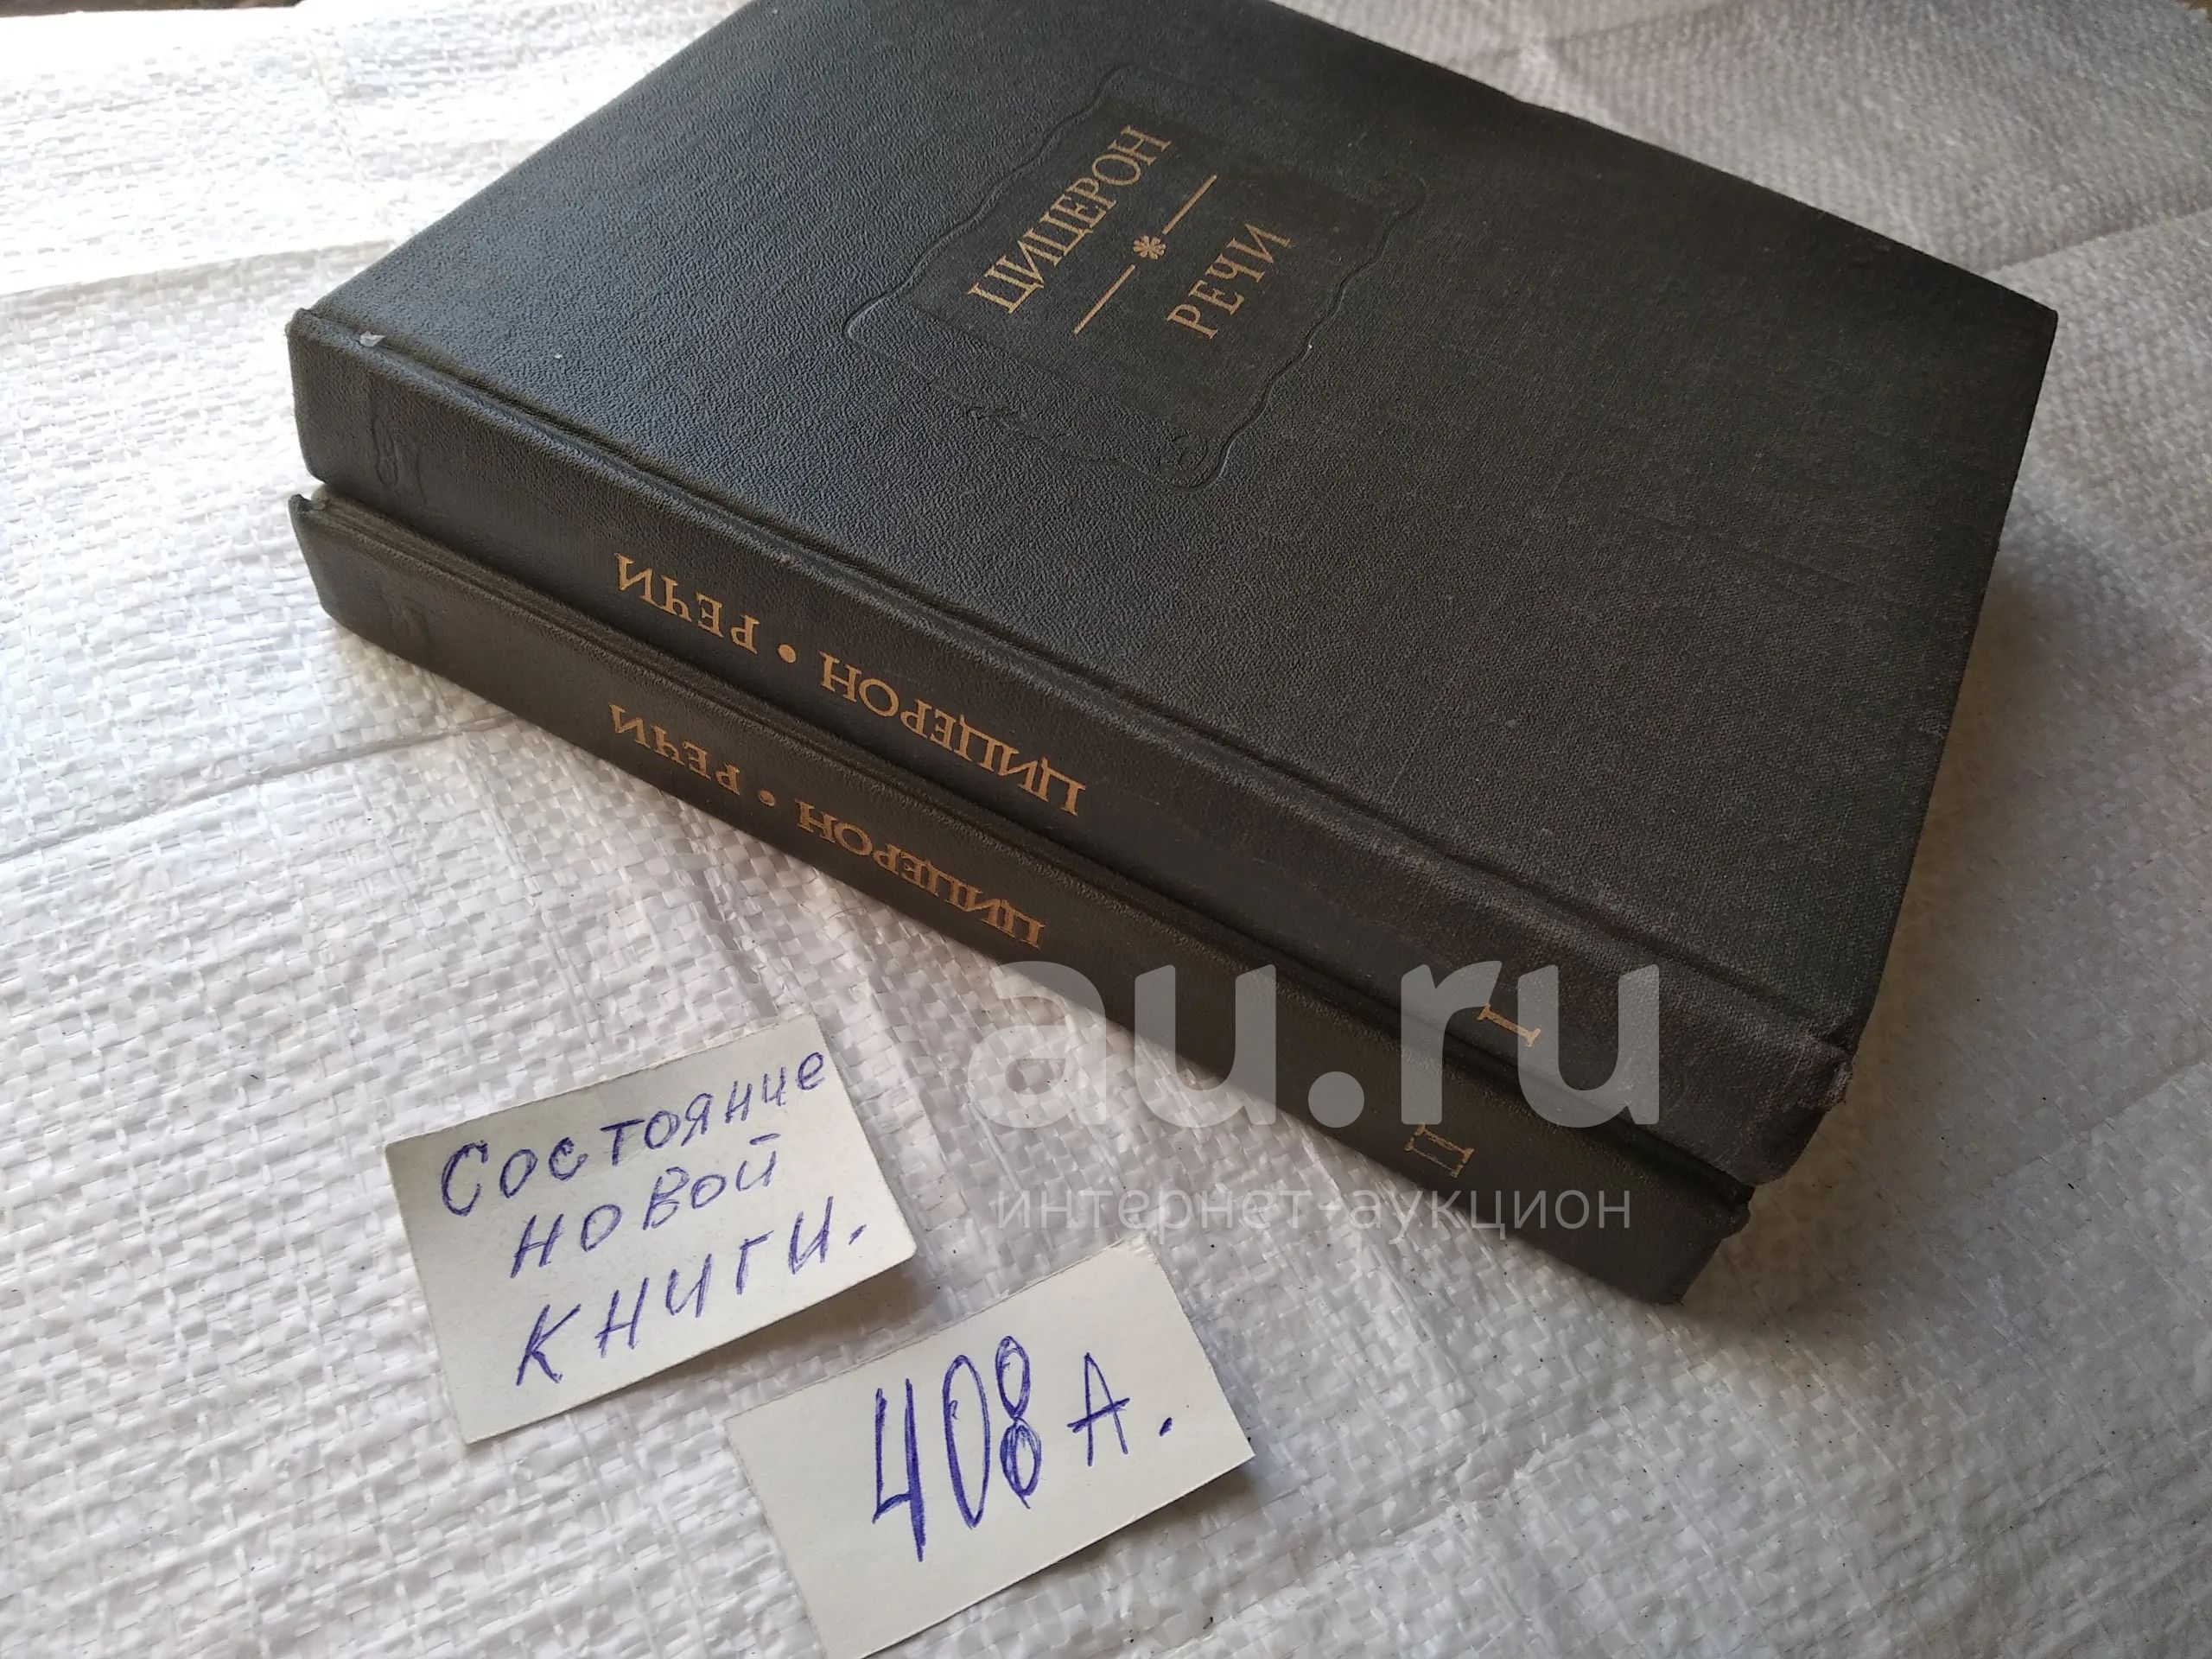 ЦИЦЕРОН
РЕЧИ
ЦИЦЕРОН • РЕЧИ
I
ЦИЦЕРОН • РЕЧИ
II
au.ru
интернет-аукцион
Состояние
новой
книги.
408 А.